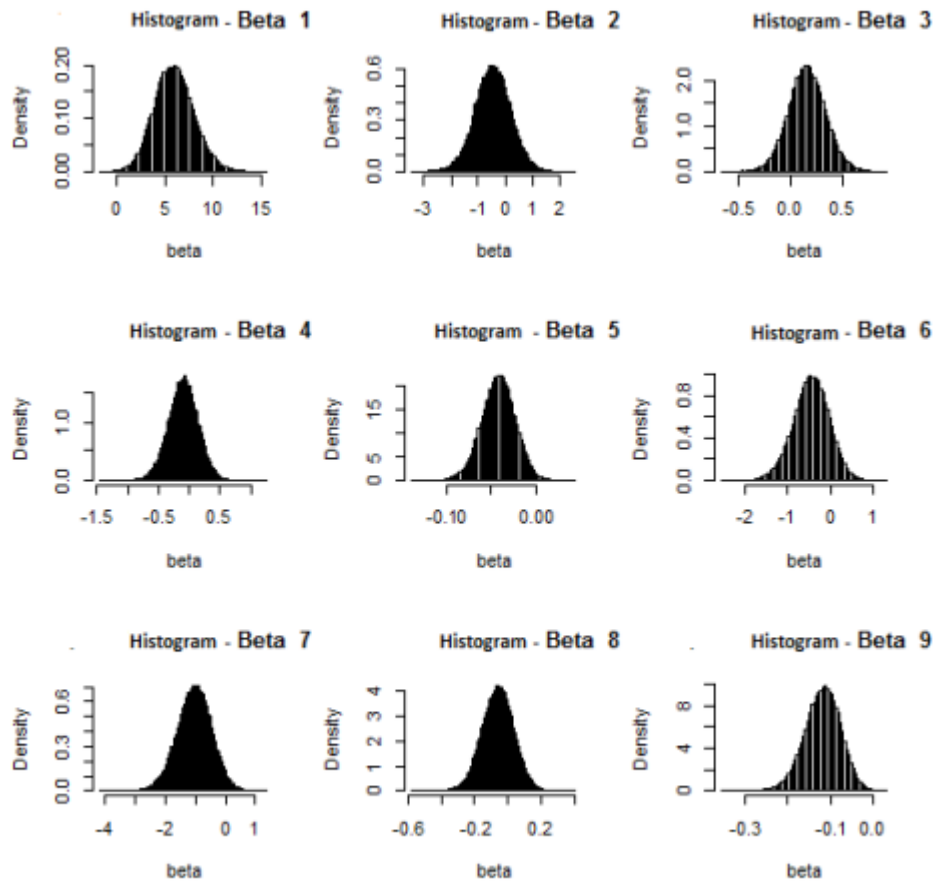 Histogram - Beta 1
Histogram - Beta 2
Histogram - Beta 3
Density
0.00 0.10 0.20
0 5 10 15
beta
Density
0.0 0.3 0.6
-3 -1 0 1 2
beta
Density
0.0 1.0 2.0
-0.5 0.0 0.5
beta
Histogram - Beta 4
Histogram - Beta 5
Histogram - Beta 6
Density
0.0 1.0
-1.5 -0.5 0.5
beta
Density
0 5 15
-0.10 0.00
beta
Density
0.0 0.4 0.8
-2 -1 0 1
beta
Histogram - Beta 7
Histogram - Beta 8
Histogram - Beta 9
Density
0.0 0.3 0.6
-4 -2 0 1
beta
Density
0 1 2 3 4
-0.6 -0.2 0.2
beta
Density
0 4 8
-0.3 -0.1 0.0
beta